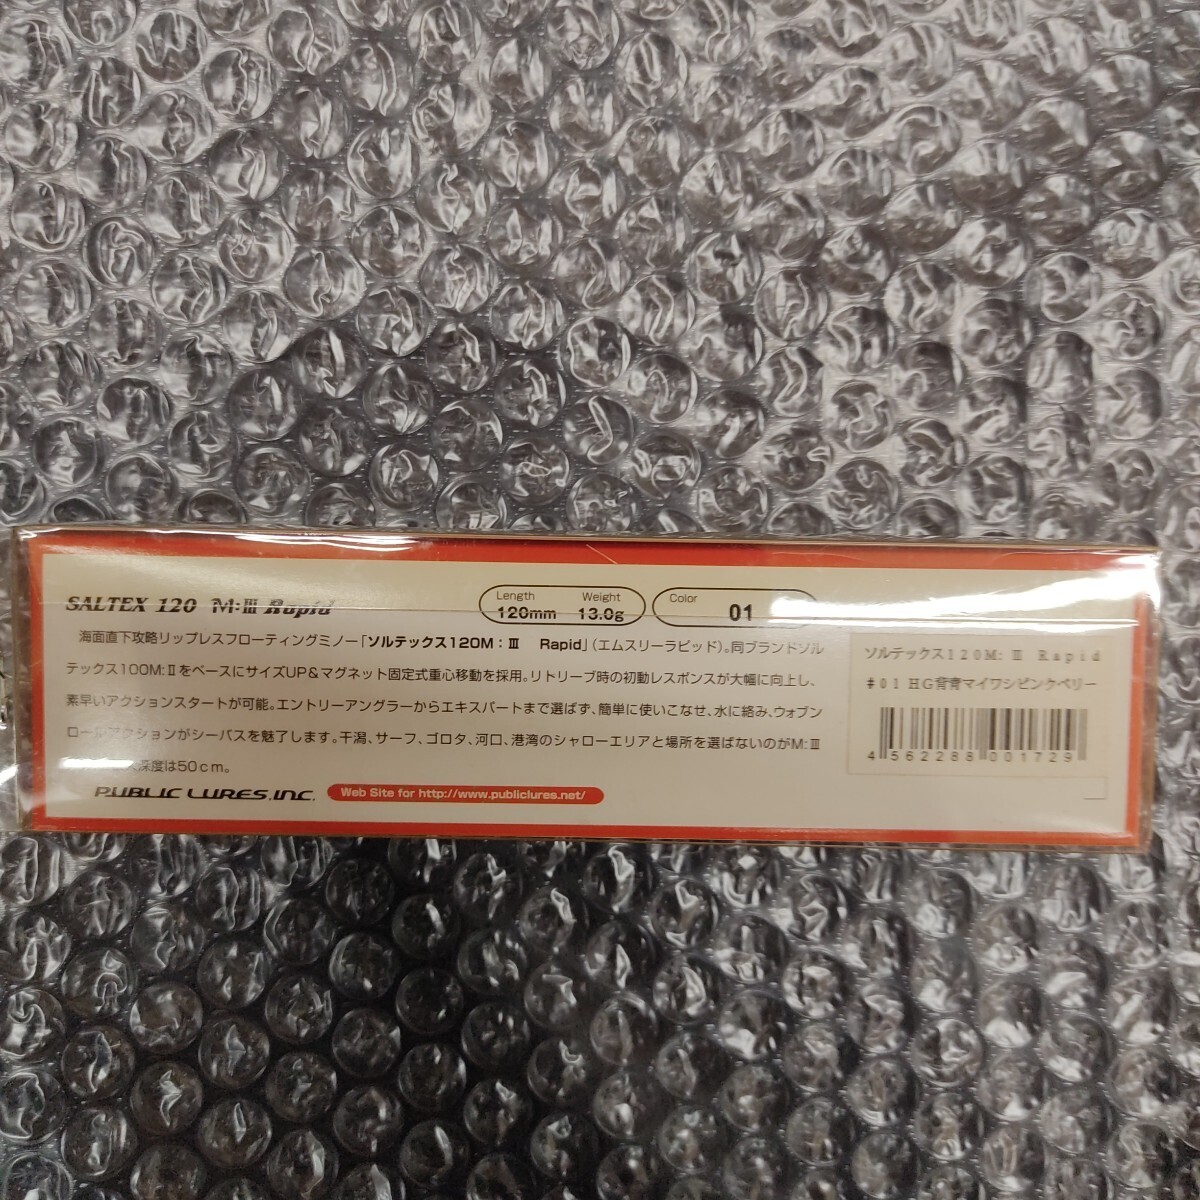 SALTEX 120 M:Ⅲ Rapid
Length 120mm Weight 13.0g
Color 01
海面直下攻略リップレスフローティングミノー「ソルテックス120M:Ⅲ Rapid」(エムスリーラピッド)。同ブランドソル
テックス100M:Ⅱをベースにサイズ UP&マグネット固定式重心移動を採用。リトリーブ時の初動レスポンスが大幅に向上し、
素早いアクションスタートが可能。エントリーアングラーからエキスパートまで選ばず、簡単に使いこなせ、水に絡み、ウォブン
ロールアクションがシーバスを魅了します。干潟、サーフ、ゴロタ、河口、港湾のシャローエリアと場所を選ばないのがM:Ⅲ
深度は50cm。
PUBLIC LURES,INC.
Web Site for http://www.publiclures.net/
ソルテックス120M:Ⅲ Rapid
#01 HG背青マイワシピンクベリー
4 562288 001729